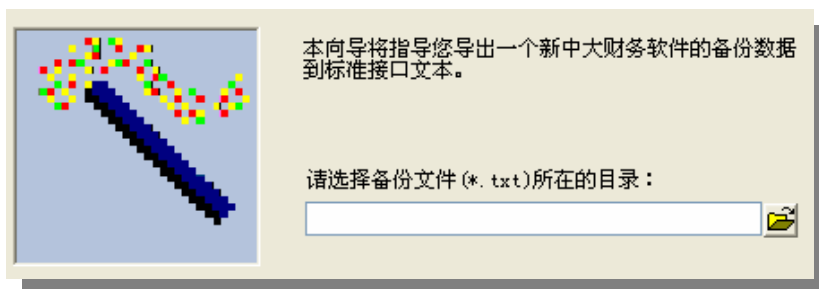 本向导将指导您导出一个新中大财务软件的备份数据
到标准接口文本。
请选择备份文件(*.txt)所在的目录：